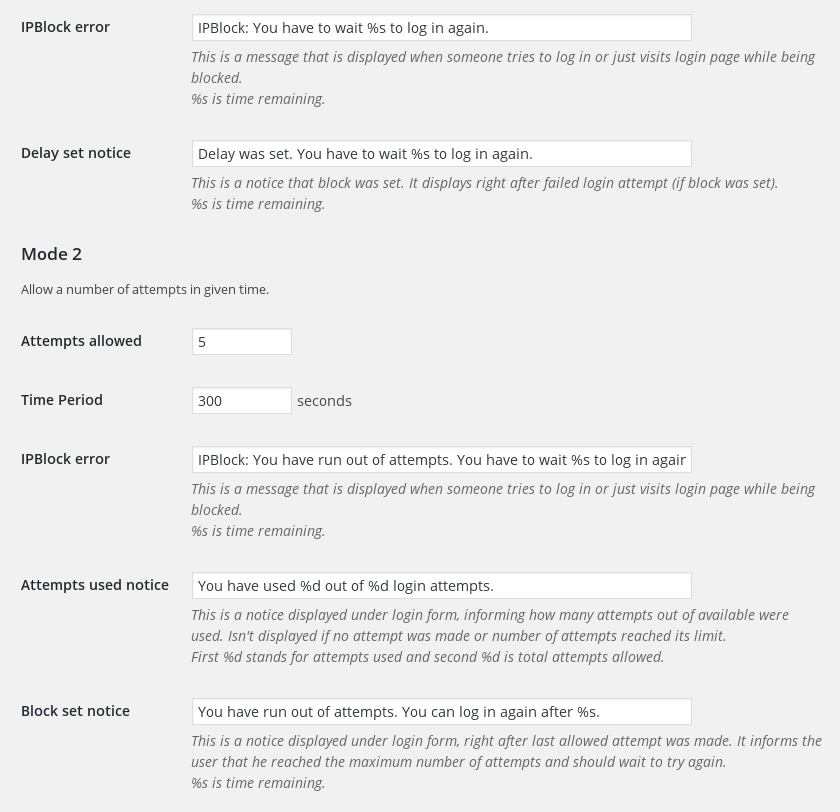 IPBlock error
IPBlock: You have to wait %s to log in again.
This is a message that is displayed when someone tries to log in or just visits login page while being
blocked.
%s is time remaining.
Delay set notice
Delay was set. You have to wait %s to log in again.
This is a notice that block was set. It displays right after failed login attempt (if block was set).
%s is time remaining.
Mode 2
Allow a number of attempts in given time.
Attempts allowed
5
Time Period
300 seconds
IPBlock error
IPBlock: You have run out of attempts. You have to wait %s to log in agair
This is a message that is displayed when someone tries to log in or just visits login page while being
blocked.
%s is time remaining.
Attempts used notice
You have used %d out of %d login attempts.
This is a notice displayed under login form, informing how many attempts out of available were
used. Isn't displayed if no attempt was made or number of attempts reached its limit.
First %d stands for attempts used and second %d is total attempts allowed.
Block set notice
You have run out of attempts. You can log in again after %s.
This is a notice displayed under login form, right after last allowed attempt was made. It informs the
user that he reached the maximum number of attempts and should wait to try again.
%s is time remaining.